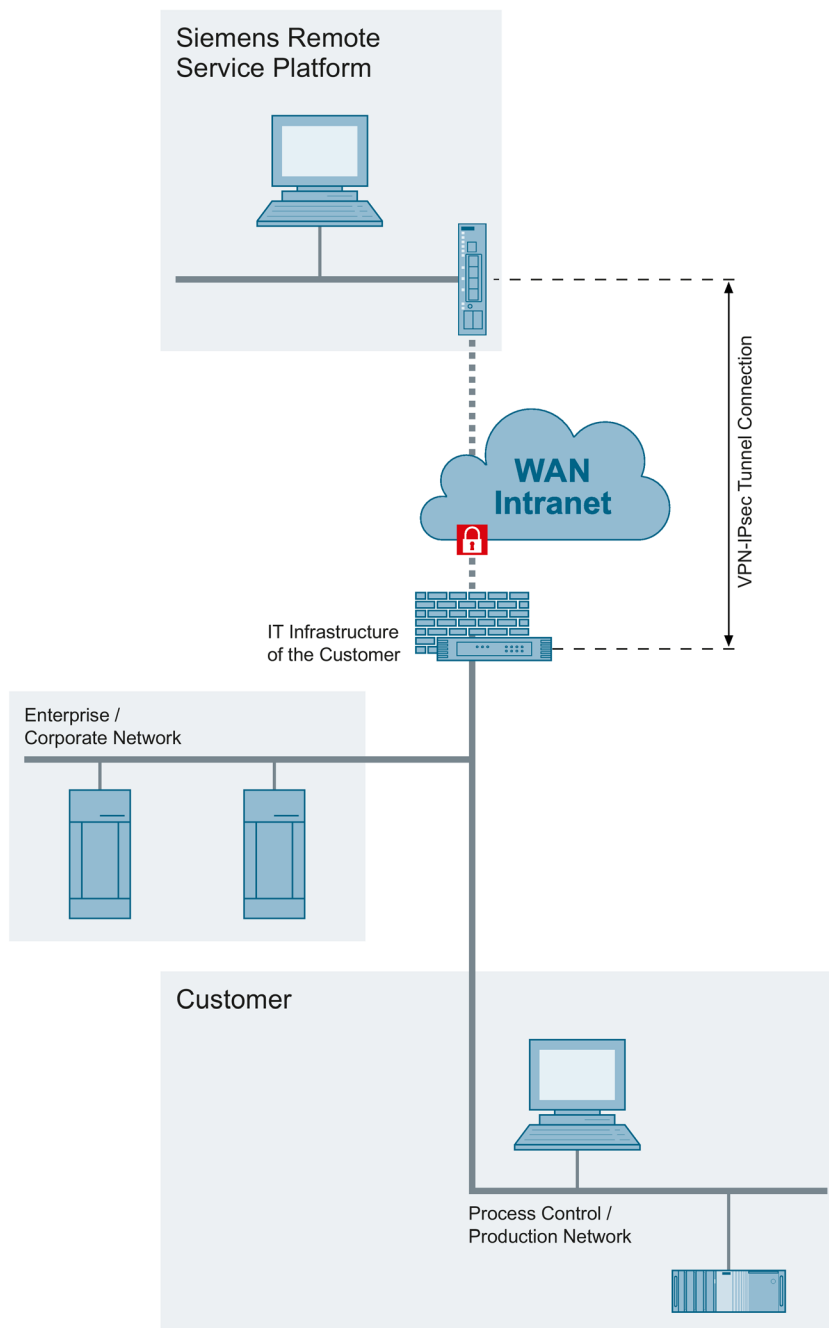 Siemens Remote
Service Platform
WAN
Intranet
VPN-IPsec Tunnel Connection
IT Infrastructure
of the Customer
Enterprise /
Corporate Network
Customer
Process Control /
Production Network